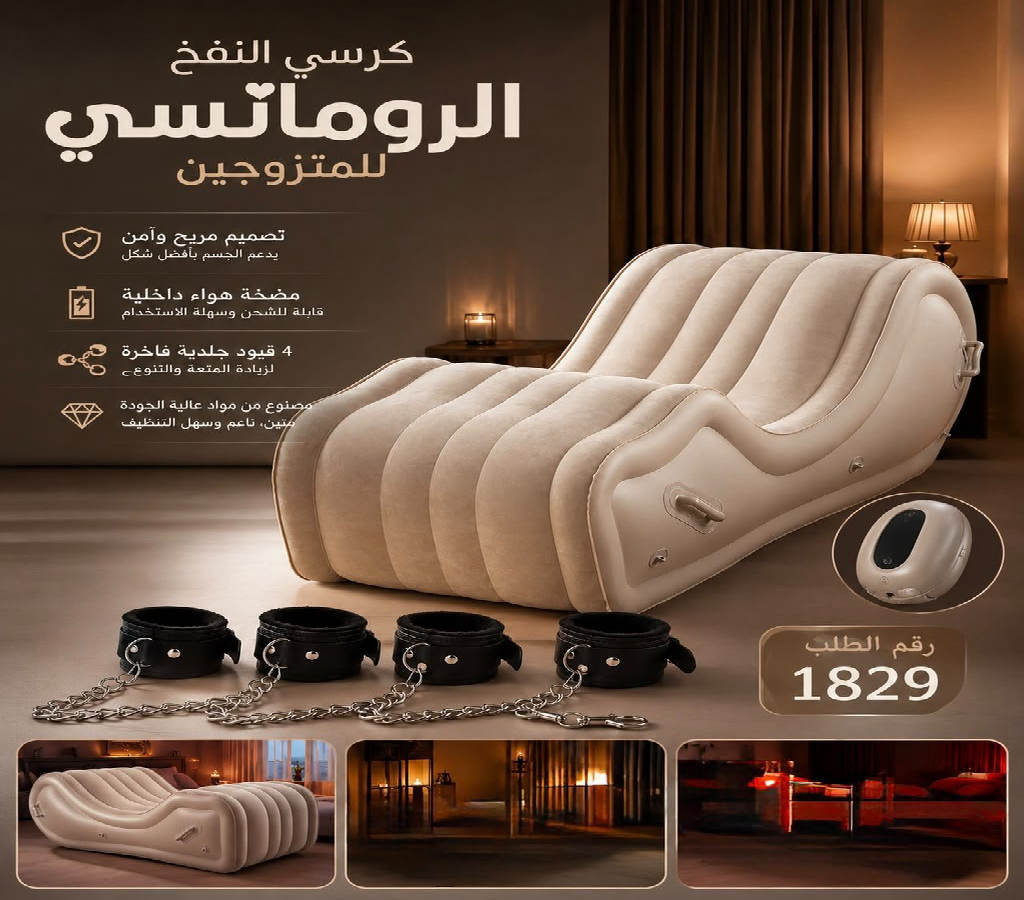 كرسي النفخ
الرومانسي
للمتزوجين
تصميم مريح وآمن
يدعم الجسم بأفضل شكل
مضخة هواء داخلية
قابلة للشحن وسهلة الاستخدام
4 قيود جلدية فاخرة
لزيادة المتعة والتنوع
مصنوع من مواد عالية الجودة
متين، ناعم وسهل التنظيف
رقم الطلب
1829